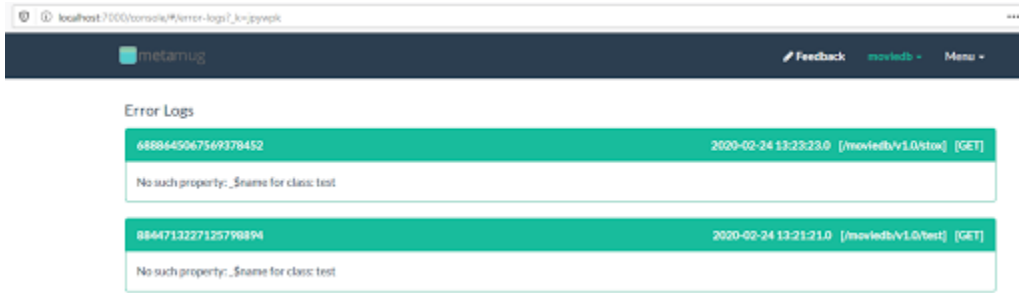 localhost:7000/console/#/error-logs?_k=jpywpk
metamug Feedback moviedb Menu
Error Logs
6888645067569378452 2020-02-24 13:23:23.0 [/moviedb/v1.0/stox] [GET]
No such property: _$name for class: test
8844713227125798894 2020-02-24 13:21:21.0 [/moviedb/v1.0/test] [GET]
No such property: _$name for class: test